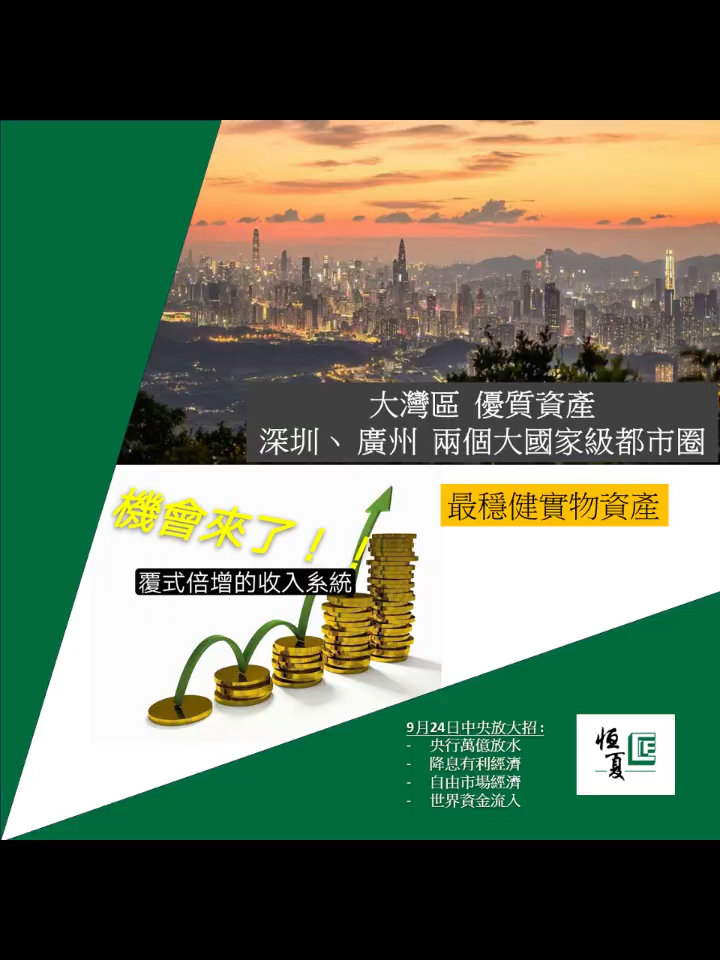 大灣區 優質資產
深圳、廣州 兩個大國家級都市圈
最穩健實物資產
機會來了！！
覆式倍增的收入系統
9月24日中央放大招 :
- 央行萬億放水
- 降息有利經濟
- 自由市場經濟
- 世界資金流入
恒夏